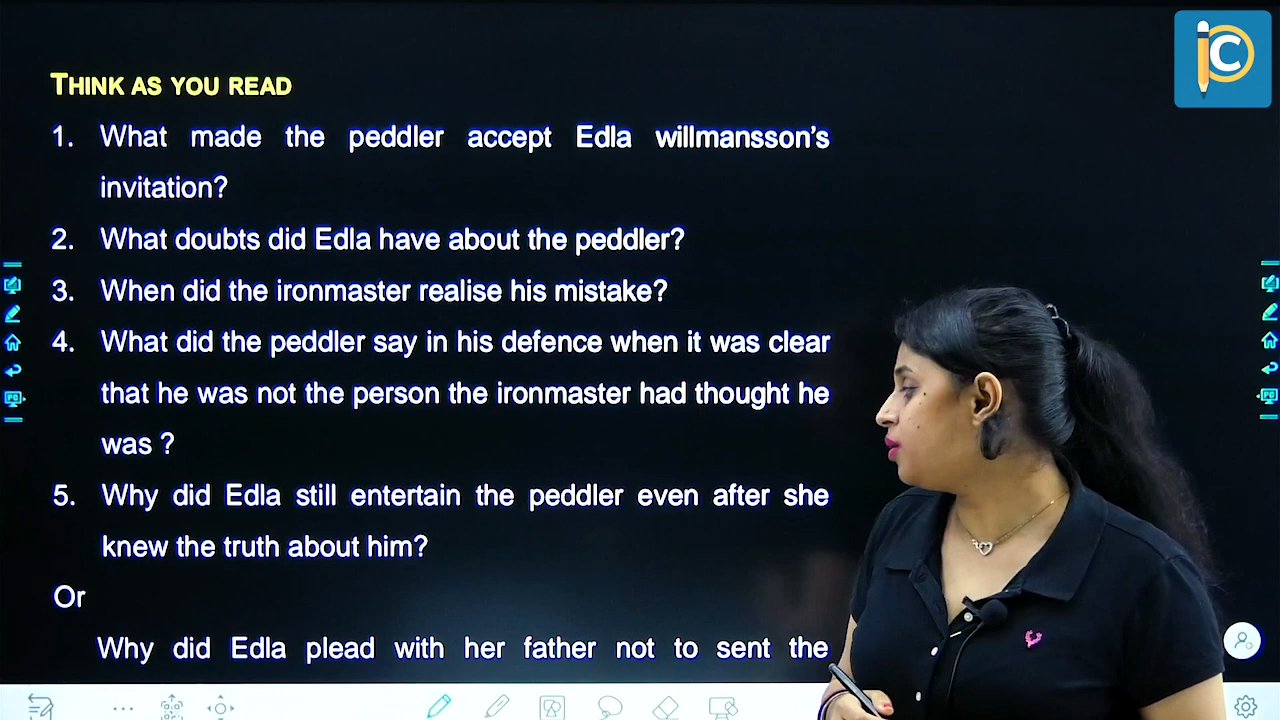 THINK AS YOU READ
1. What made the peddler accept Edla willmansson's
invitation?
2. What doubts did Edla have about the peddler?
3. When did the ironmaster realise his mistake?
4. What did the peddler say in his defence when it was clear
that he was not the person the ironmaster had thought he
was ?
5. Why did Edla still entertain the peddler even after she
knew the truth about him?
Or
Why did Edla plead with her father not to sent the